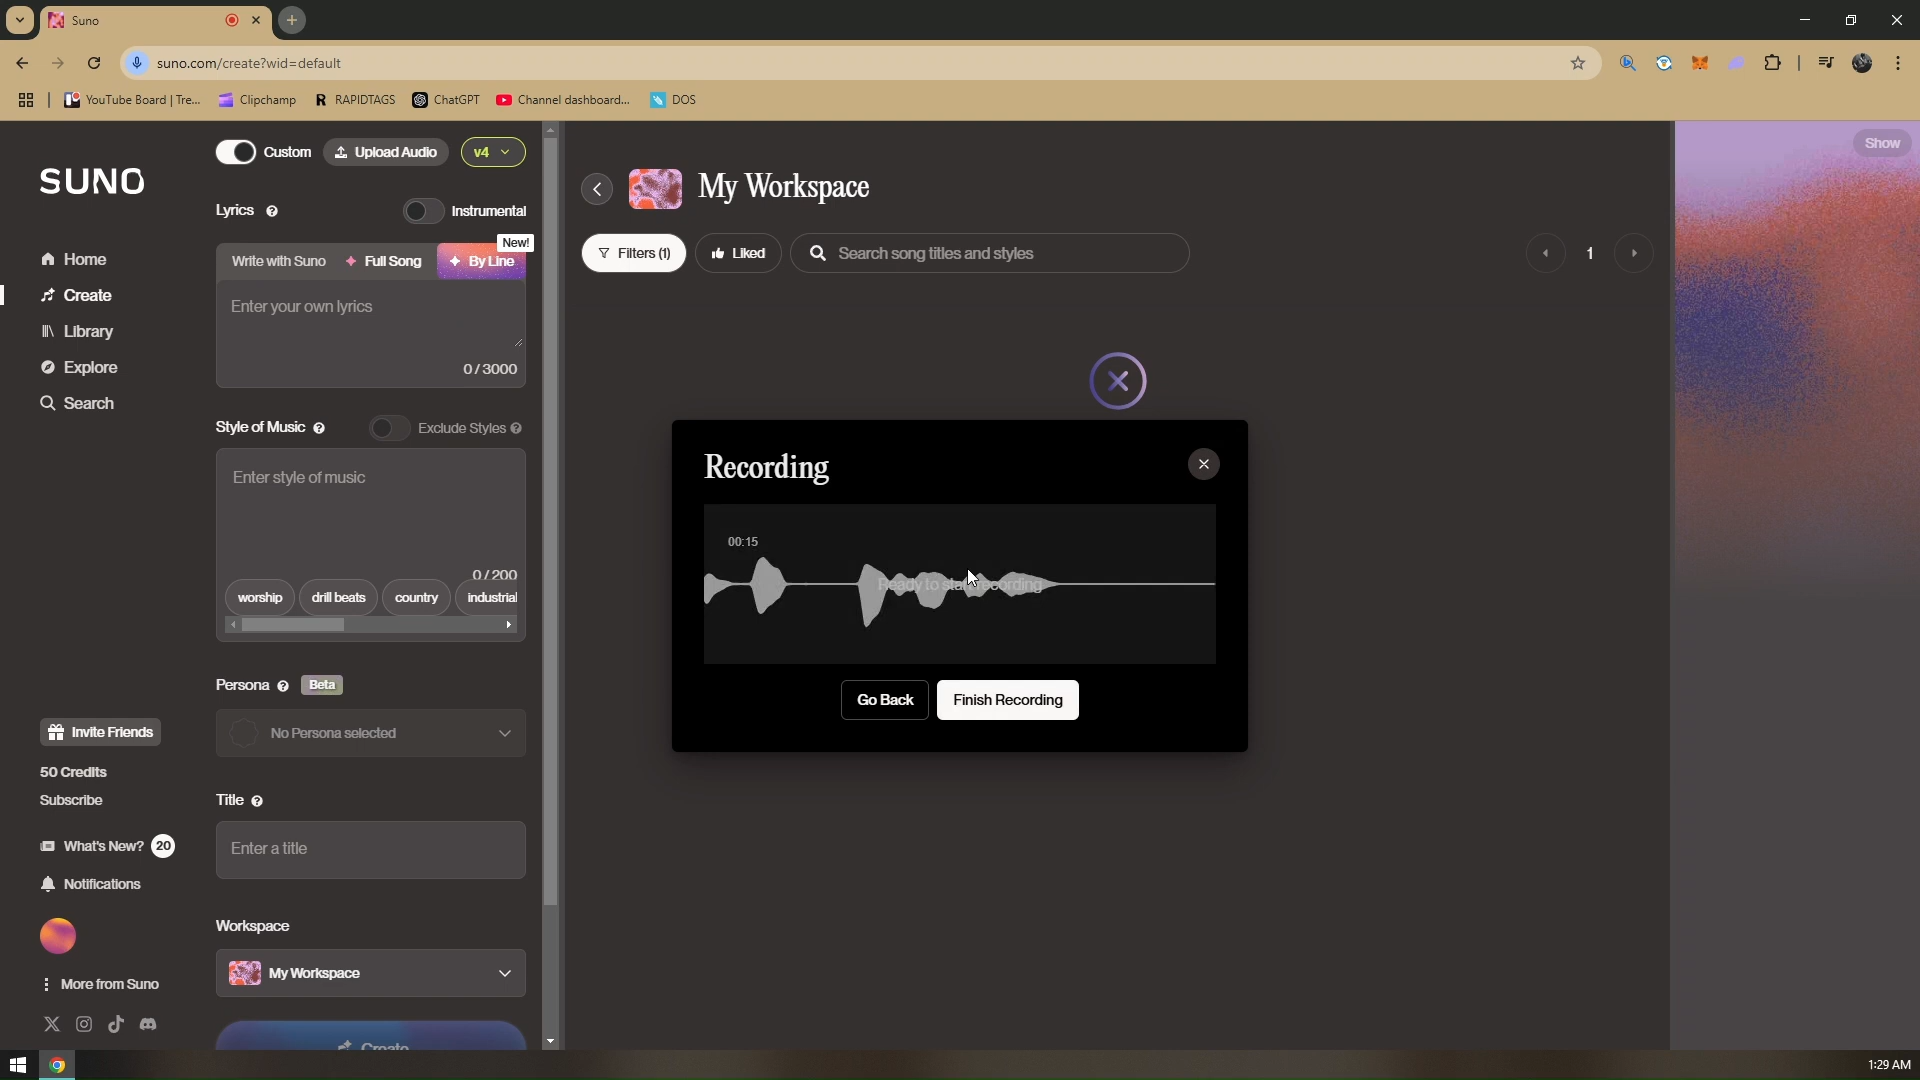 Suno
suno.com/create?wid=default
YouTube Board | Tre...
Clipchamp
R RAPIDTAGS
ChatGPT
Channel dashboard...
DOS
SUNO
Home
Create
Library
Explore
Search
Invite Friends
50 Credits
Subscribe
What's New? 20
Notifications
More from Suno
Custom
Upload Audio
v4
Lyrics
Instrumental
New!
Write with Suno
Full Song
By Line
Enter your own lyrics
0 / 3000
Style of Music
Exclude Styles
Enter style of music
0 / 200
worship
drill beats
country
industrial
Persona
Beta
No Persona selected
Title
Enter a title
Workspace
My Workspace
Create
My Workspace
Filters (1)
Liked
Search song titles and styles
1
Show
Recording
00:15
Ready to start recording
Go Back
Finish Recording
1:29 AM